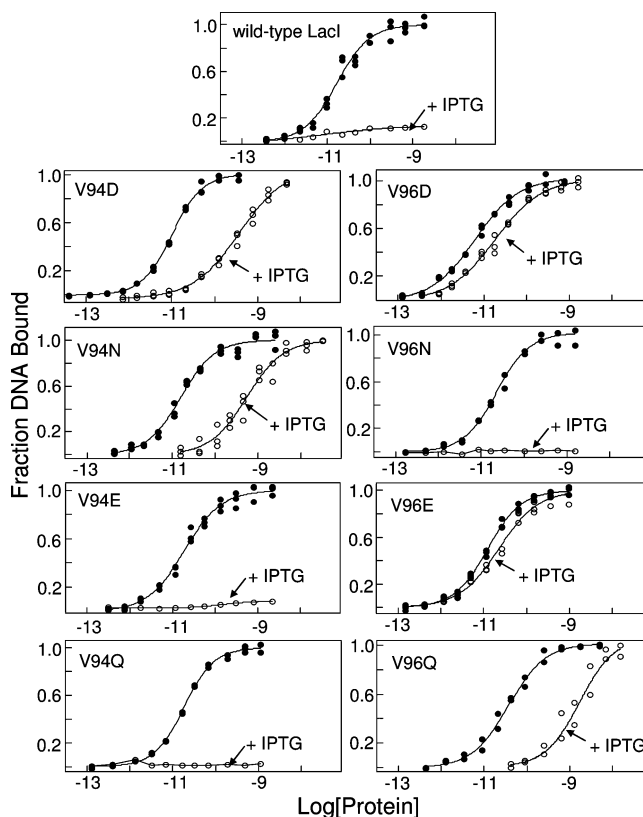 wild-type LacI
1.0
0.6
0.2
+ IPTG
-13
-11
-9
V94D
1.0
0.6
0.2
+ IPTG
-13
-11
-9
V96D
1.0
0.6
0.2
+ IPTG
-13
-11
-9
V94N
1.0
0.6
0.2
+ IPTG
-13
-11
-9
V96N
1.0
0.6
0.2
+ IPTG
-13
-11
-9
V94E
1.0
0.6
0.2
+ IPTG
-13
-11
-9
V96E
1.0
0.6
0.2
+ IPTG
-13
-11
-9
V94Q
1.0
0.6
0.2
+ IPTG
-13
-11
-9
V96Q
1.0
0.6
0.2
+ IPTG
-13
-11
-9
Fraction DNA Bound
Log[Protein]